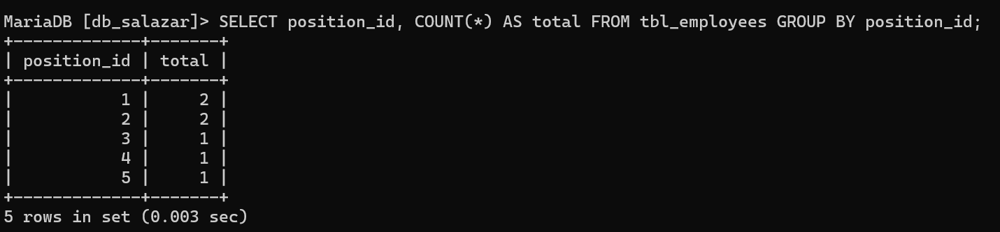 MariaDB [db_salazar]> SELECT position_id, COUNT(*) AS total FROM tbl_employees GROUP BY position_id;
+-------------+-------+
| position_id | total |
+-------------+-------+
|           1 |     2 |
|           2 |     2 |
|           3 |     1 |
|           4 |     1 |
|           5 |     1 |
+-------------+-------+
5 rows in set (0.003 sec)